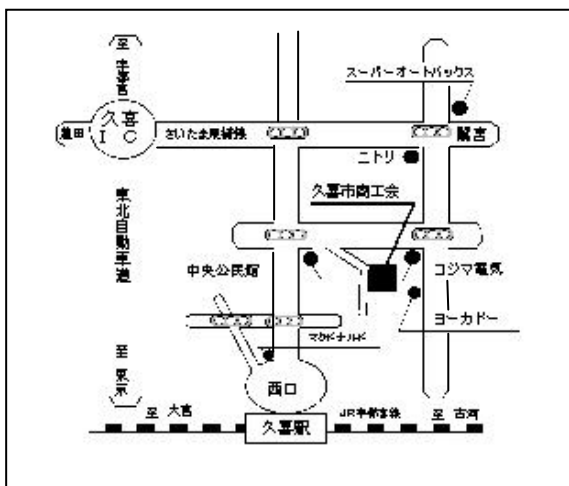 至 宇都宮
スーパーオートバックス
久喜
I C
蓮田
さいたま栗橋線
鷲宮
ニトリ
久喜市商工会
東北自動車道
中央公民館
コジマ電気
ヨーカドー
マクドナルド
至 東京
西口
至 大宮
久喜駅
JR宇都宮線
至 古河